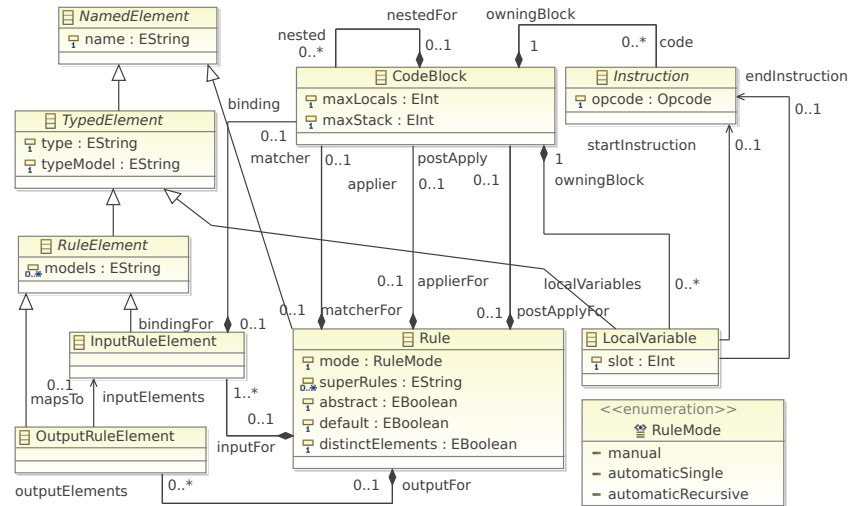 NamedElement
name : EString
nestedFor
nested
0..*
0..1
owningBlock
1
0..*
code
CodeBlock
maxLocals : EInt
maxStack : EInt
Instruction
opcode : Opcode
endInstruction
0..1
binding
0..1
TypedElement
type : EString
typeModel : EString
matcher
0..1
applier
postApply
0..1
0..1
1
owningBlock
startInstruction
0..1
RuleElement
0..*
models : EString
0..1
applierFor
localVariables
0..*
bindingFor
0..1
0..1
matcherFor
0..1
postApplyFor
InputRuleElement
Rule
mode : RuleMode
0..*
superRules : EString
abstract : EBoolean
default : EBoolean
distinctElements : EBoolean
LocalVariable
slot : EInt
0..1
mapsTo
inputElements
1..*
0..1
inputFor
OutputRuleElement
<<enumeration>>
RuleMode
manual
automaticSingle
automaticRecursive
outputElements
0..*
0..1
outputFor